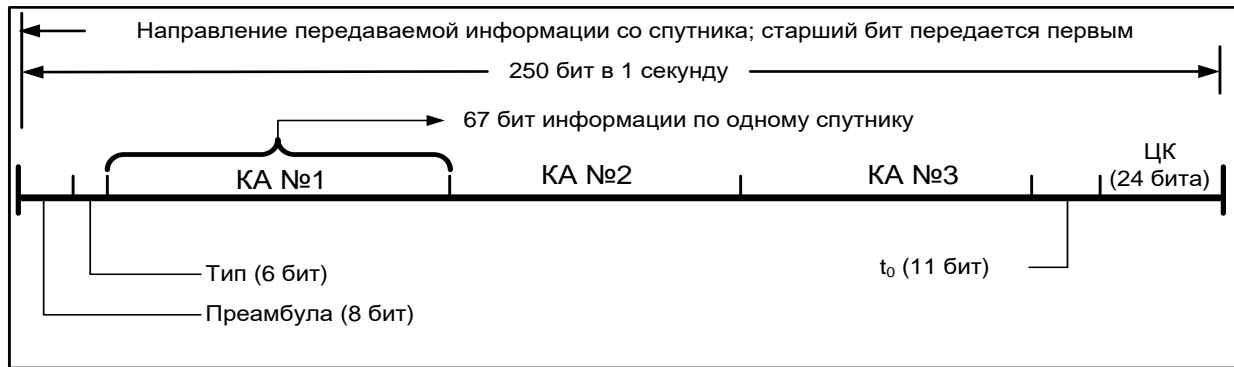 Направление передаваемой информации со спутника; старший бит передается первым
250 бит в 1 секунду
67 бит информации по одному спутнику
КА №1
КА №2
КА №3
ЦК
(24 бита)
Тип (6 бит)
t₀ (11 бит)
Преамбула (8 бит)